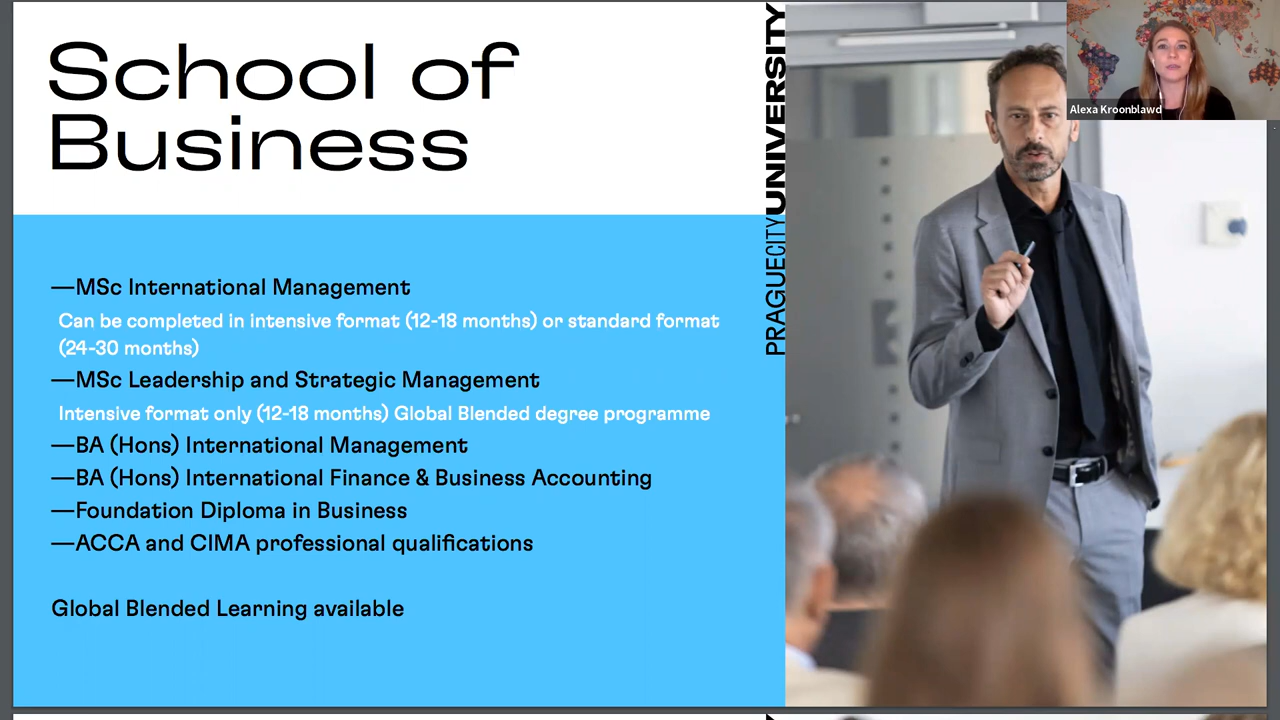 School of
Business
PRAGUECITYUNIVERSITY
Alexa Kroonblawd
—MSc International Management
Can be completed in intensive format (12-18 months) or standard format
(24-30 months)
—MSc Leadership and Strategic Management
Intensive format only (12-18 months) Global Blended degree programme
—BA (Hons) International Management
—BA (Hons) International Finance & Business Accounting
—Foundation Diploma in Business
—ACCA and CIMA professional qualifications
Global Blended Learning available